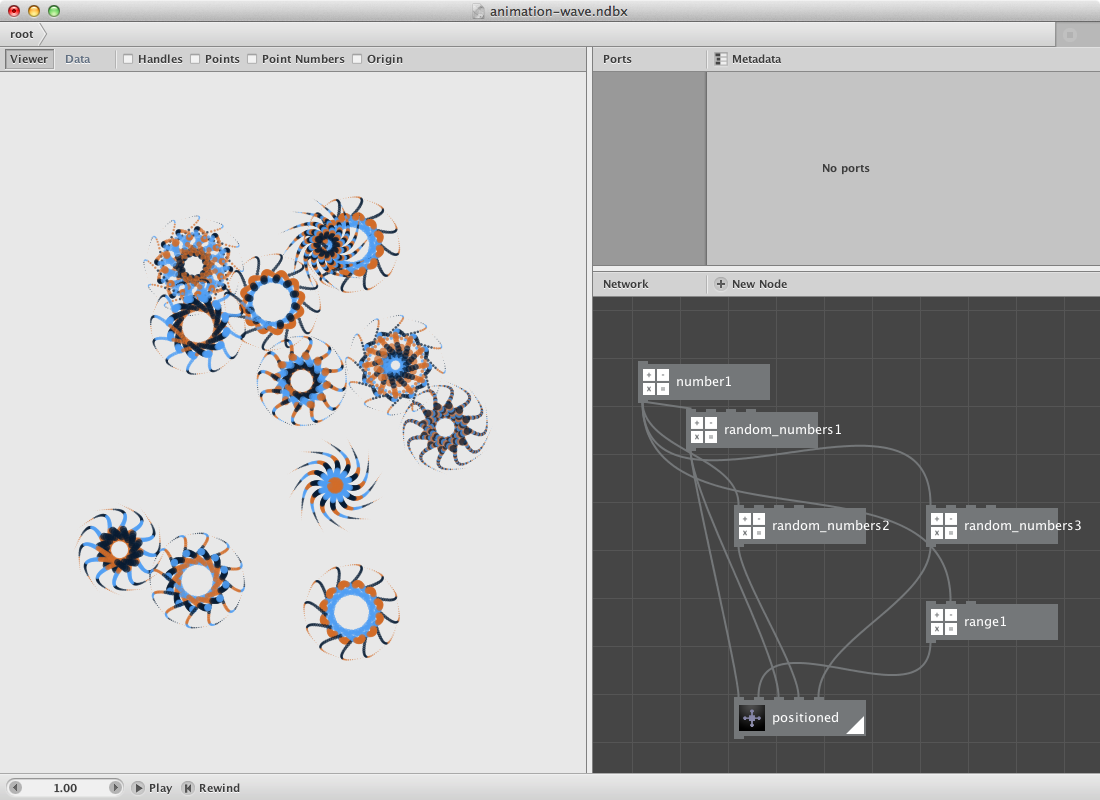 animation-wave.ndbx
root
Viewer Data Handles Points Point Numbers Origin
Ports Metadata
No ports
Network New Node
number1
random_numbers1
random_numbers2 random_numbers3
range1
positioned
1.00 Play Rewind